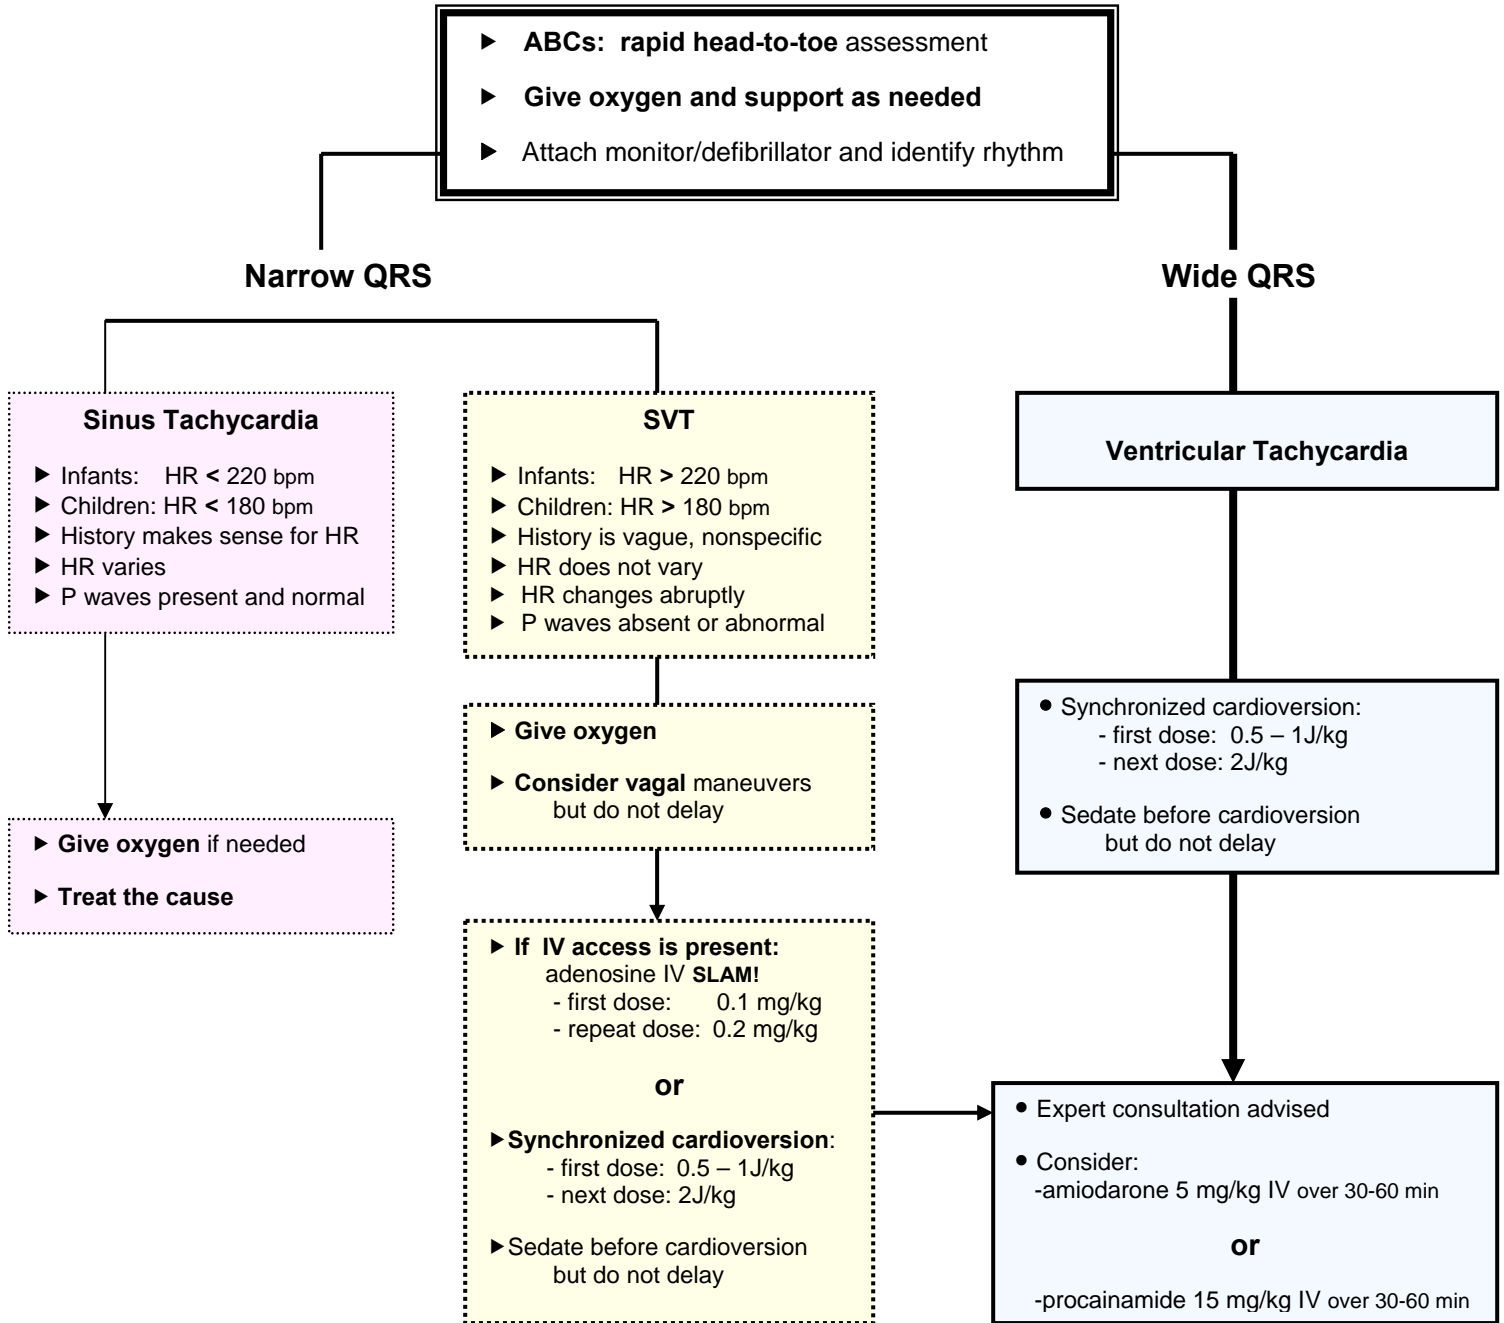 ► ABCs: rapid head-to-toe assessment
► Give oxygen and support as needed
► Attach monitor/defibrillator and identify rhythm
Narrow QRS
Wide QRS
Sinus Tachycardia
► Infants: HR < 220 bpm
► Children: HR < 180 bpm
► History makes sense for HR
► HR varies
► P waves present and normal
► Give oxygen if needed
► Treat the cause
SVT
► Infants: HR > 220 bpm
► Children: HR > 180 bpm
► History is vague, nonspecific
► HR does not vary
► HR changes abruptly
► P waves absent or abnormal
► Give oxygen
► Consider vagal maneuvers
but do not delay
► If IV access is present:
adenosine IV SLAM!
- first dose: 0.1 mg/kg
- repeat dose: 0.2 mg/kg
or
►Synchronized cardioversion:
- first dose: 0.5 – 1J/kg
- next dose: 2J/kg
►Sedate before cardioversion
but do not delay
Ventricular Tachycardia
● Synchronized cardioversion:
- first dose: 0.5 – 1J/kg
- next dose: 2J/kg
● Sedate before cardioversion
but do not delay
● Expert consultation advised
● Consider:
-amiodarone 5 mg/kg IV over 30-60 min
or
-procainamide 15 mg/kg IV over 30-60 min